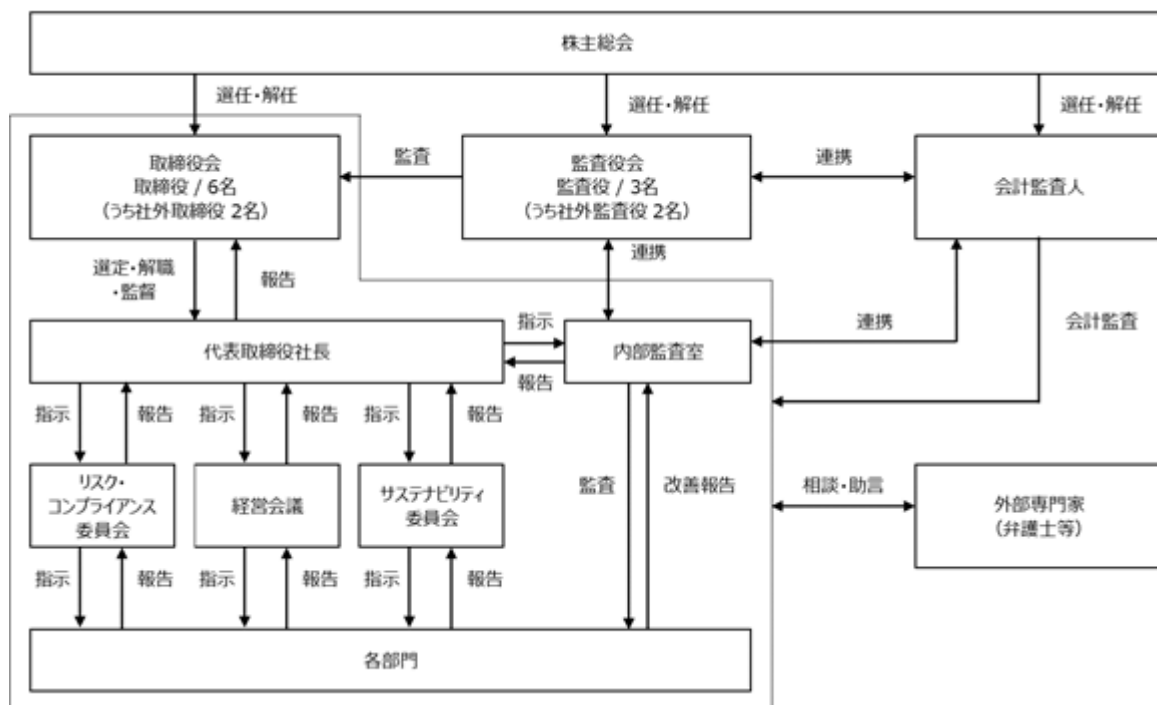 株主総会
選任・解任
選任・解任
選任・解任
取締役会
取締役 / 6名
(うち社外取締役 2名)
監査
監査役会
監査役 / 3名
(うち社外監査役 2名)
連携
会計監査人
選定・解職
・監督
報告
連携
代表取締役社長
指示
報告
内部監査室
連携
会計監査
指示
報告
指示
報告
指示
報告
リスク・
コンプライアンス
委員会
経営会議
サステナビリティ
委員会
監査
改善報告
相談・助言
外部専門家
(弁護士等)
指示
報告
指示
報告
指示
報告
各部門